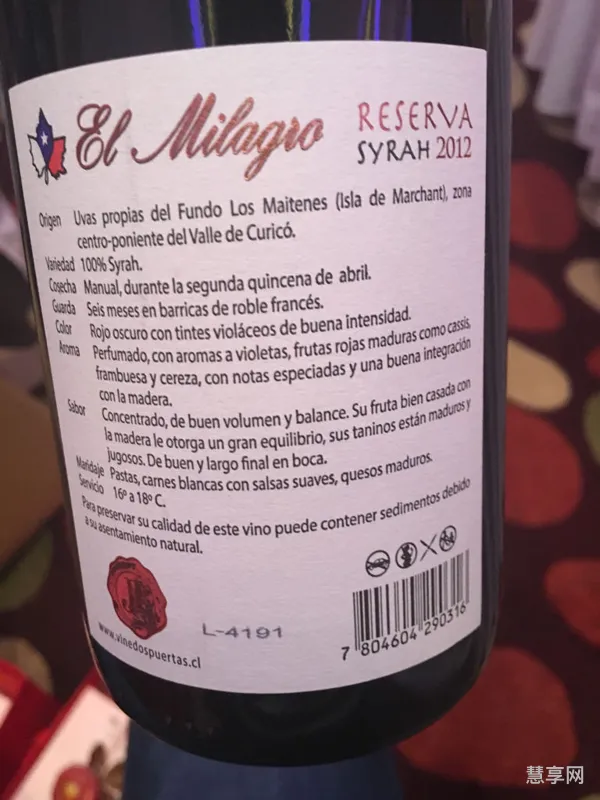 El Milagro
RESERVA
SYRAH 2012
Origen Uvas propias del Fundo Los Maitenes (Isla de Marchant), zona
centro-poniente del Valle de Curicó.
Variedad 100% Syrah.
Cosecha Manual, durante la segunda quincena de abril.
Guarda Seis meses en barricas de roble francés.
Color Rojo oscuro con tintes violáceos de buena intensidad.
Aroma Perfumado, con aromas a violetas, frutas rojas maduras como cassis,
frambuesa y cereza, con notas especiadas y una buena integración
con la madera.
Sabor Concentrado, de buen volumen y balance. Su fruta bien casada con
la madera le otorga un gran equilibrio, sus taninos están maduros y
jugosos. De buen y largo final en boca.
Maridaje Pastas, carnes blancas con salsas suaves, quesos maduros.
Servicio 16º a 18º C.
Para preservar su calidad de este vino puede contener sedimentos debido
a su asentamiento natural.
L-4191
www.vinedospuertas.cl
7 804604 290316
慧享网